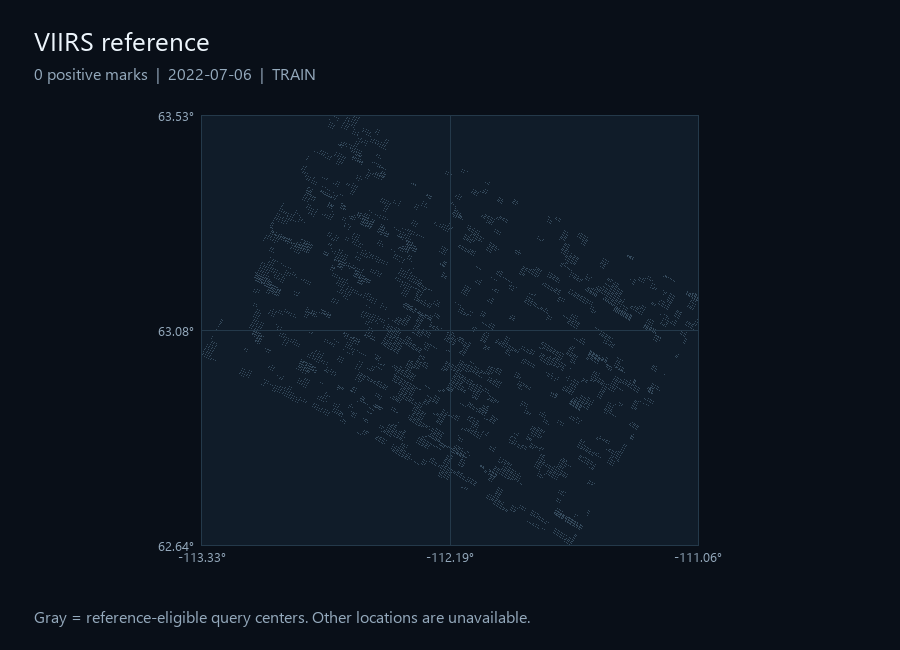 VIIRS reference
0 positive marks | 2022-07-06 | TRAIN
63.53°
63.08°
62.64°
-113.33°
-112.19°
-111.06°
Gray = reference-eligible query centers. Other locations are unavailable.